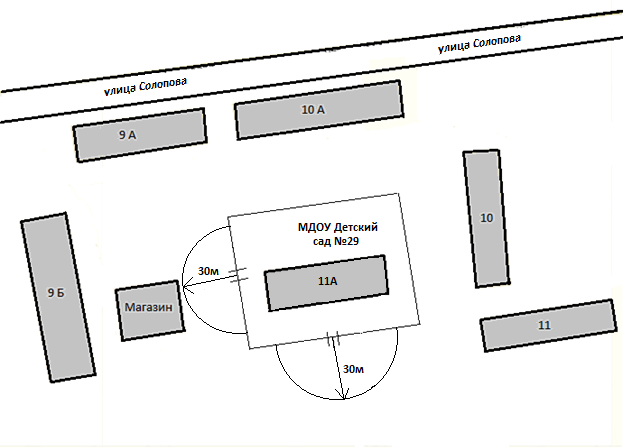 улица Солопова
улица Солопова
10 А
9 А
10
МДОУ Детский
сад №29
30м
11А
9 Б
Магазин
11
30м